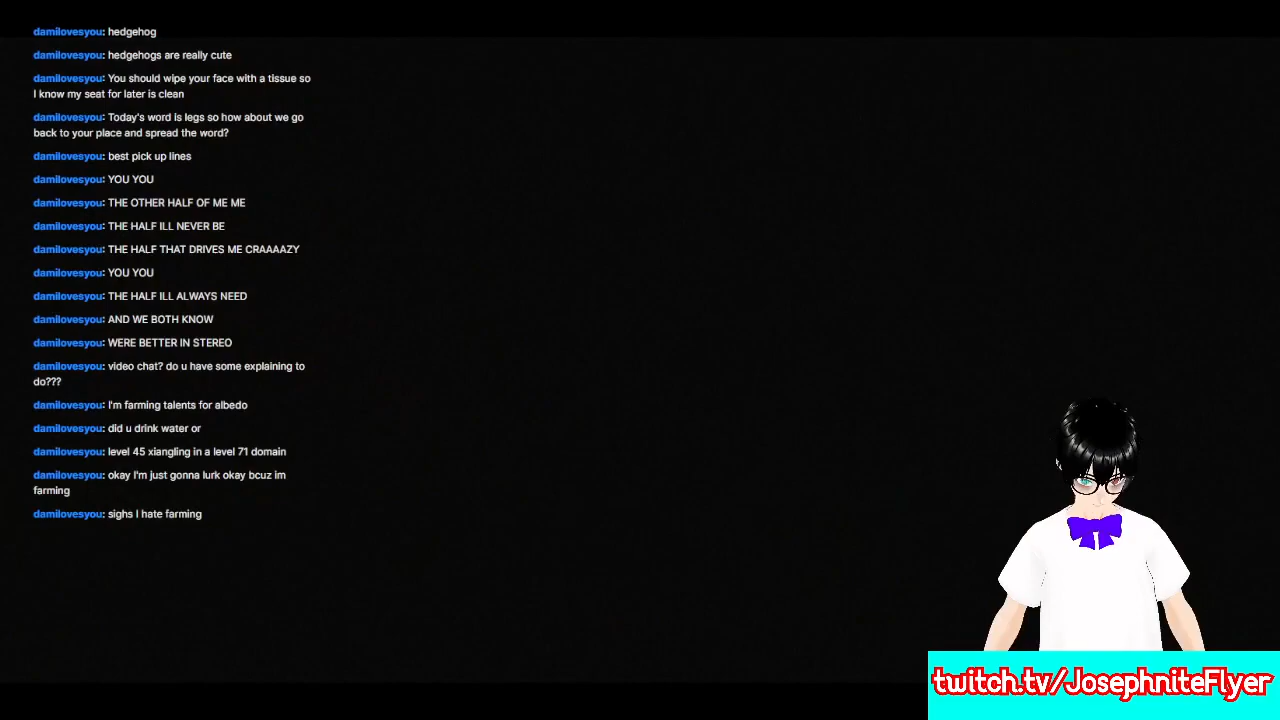 damilovesyou: hedgehog
damilovesyou: hedgehogs are really cute
damilovesyou: You should wipe your face with a tissue so
I know my seat for later is clean
damilovesyou: Today's word is legs so how about we go
back to your place and spread the word?
damilovesyou: best pick up lines
damilovesyou: YOU YOU
damilovesyou: THE OTHER HALF OF ME ME
damilovesyou: THE HALF ILL NEVER BE
damilovesyou: THE HALF THAT DRIVES ME CRAAAAZY
damilovesyou: YOU YOU
damilovesyou: THE HALF ILL ALWAYS NEED
damilovesyou: AND WE BOTH KNOW
damilovesyou: WERE BETTER IN STEREO
damilovesyou: video chat? do u have some explaining to
do???
damilovesyou: I'm farming talents for albedo
damilovesyou: did u drink water or
damilovesyou: level 45 xiangling in a level 71 domain
damilovesyou: okay I'm just gonna lurk okay bcuz im
farming
damilovesyou: sighs I hate farming
twitch.tv/JosephniteFlyer